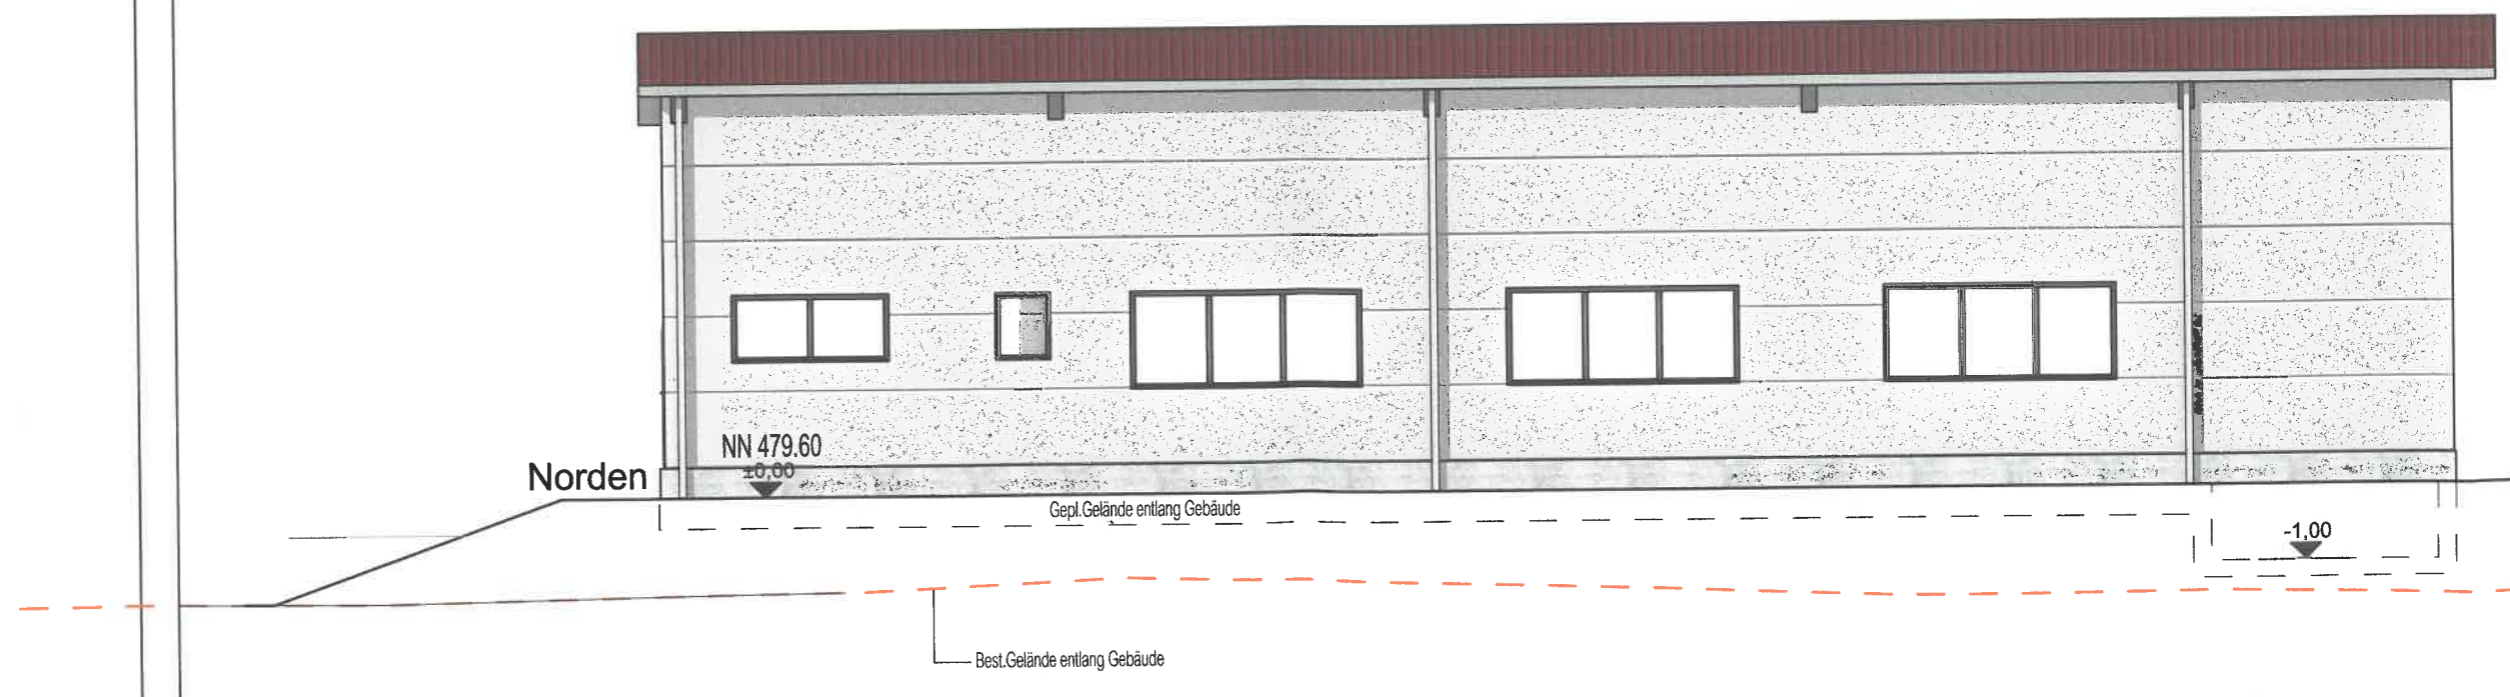 NN 479.60
±0,00
Norden
Gepl.Gelände entlang Gebäude
-1,00
Best.Gelände entlang Gebäude